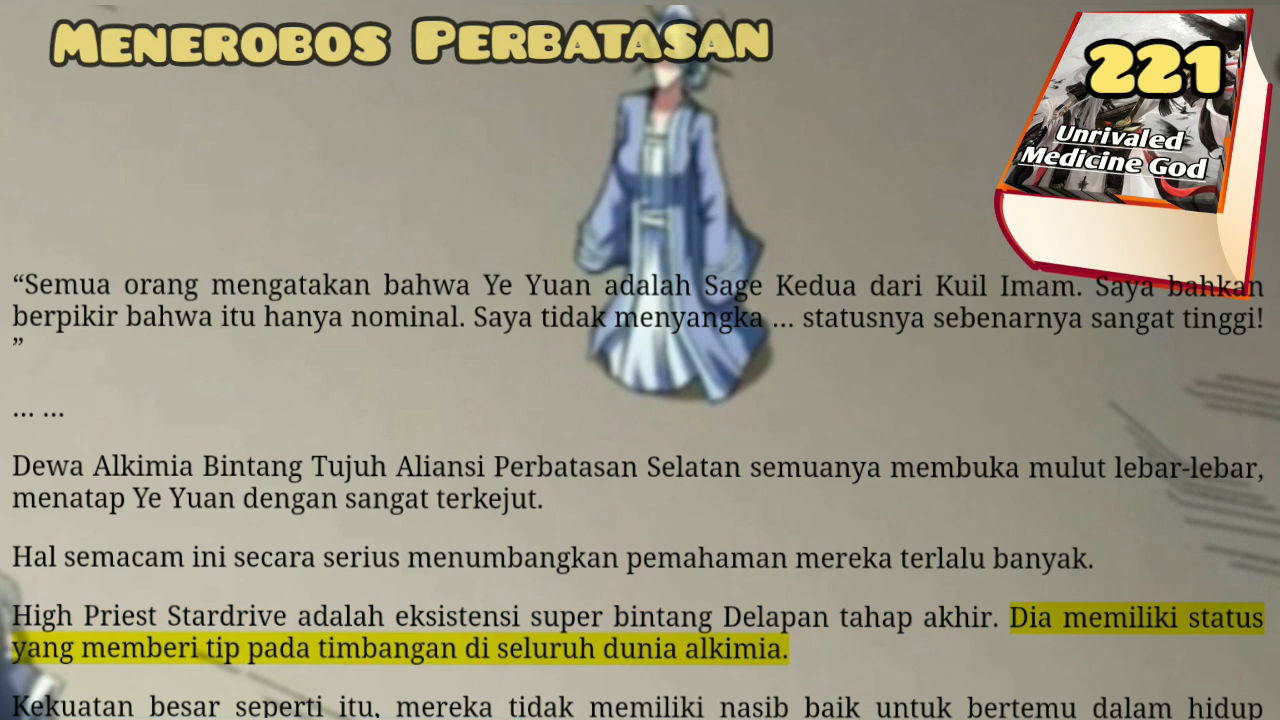 Menerobos Perbatasan
221
Unrivaled
Medicine God
“Semua orang mengatakan bahwa Ye Yuan adalah Sage Kedua dari Kuil Imam. Saya bahkan
berpikir bahwa itu hanya nominal. Saya tidak menyangka ... statusnya sebenarnya sangat tinggi!
”
... ...
Dewa Alkimia Bintang Tujuh Aliansi Perbatasan Selatan semuanya membuka mulut lebar-lebar,
menatap Ye Yuan dengan sangat terkejut.
Hal semacam ini secara serius menumbangkan pemahaman mereka terlalu banyak.
High Priest Stardrive adalah eksistensi super bintang Delapan tahap akhir. Dia memiliki status
yang memberi tip pada timbangan di seluruh dunia alkimia.
Kekuatan besar seperti itu, mereka tidak memiliki nasib baik untuk bertemu dalam hidup